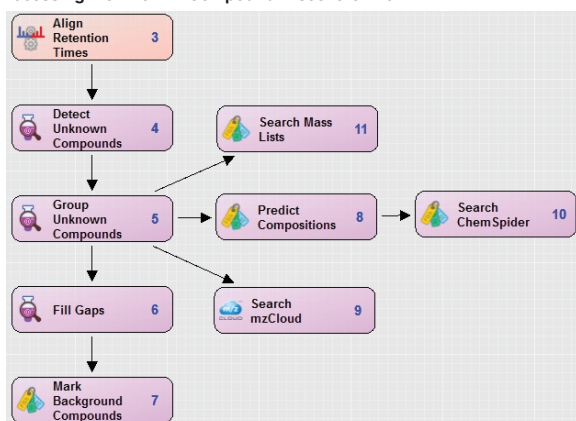 Align
Retention
Times
3
Detect
Unknown
Compounds
4
Search Mass
Lists
11
Group
Unknown
Compounds
5
Predict
Compositions
8
Search
ChemSpider
10
Fill Gaps
6
Search
mzCloud
9
Mark
Background
Compounds
7